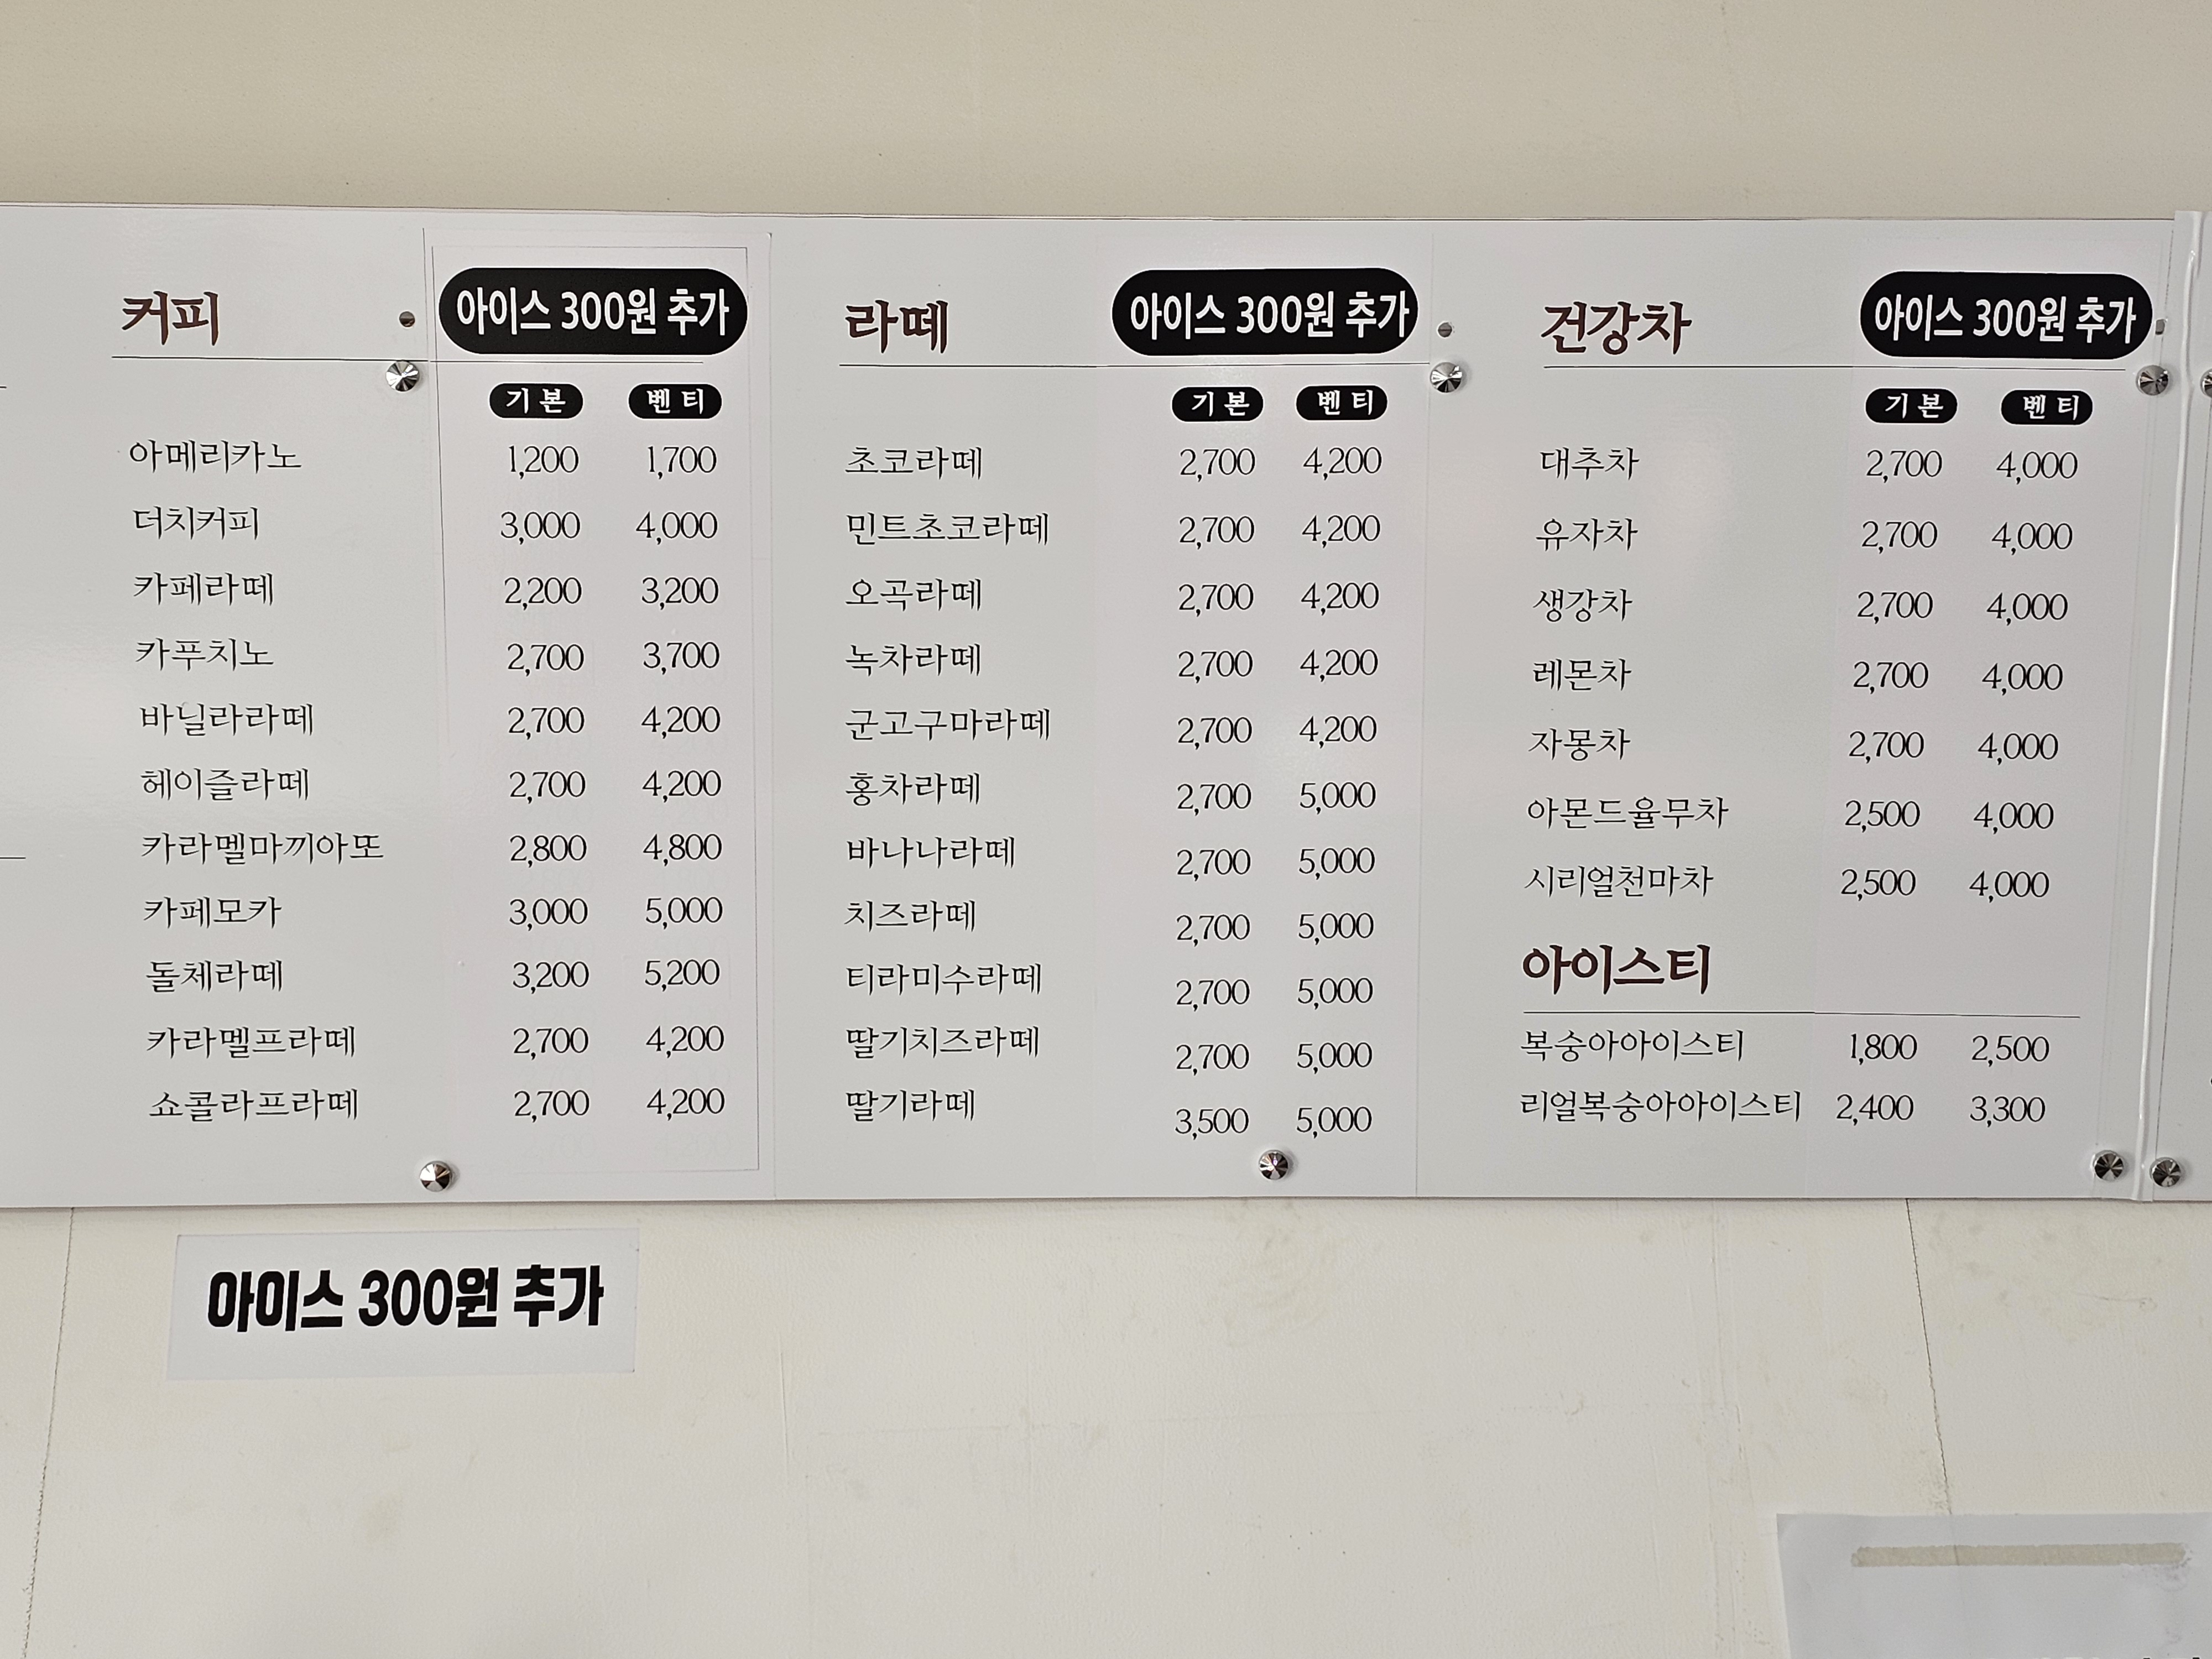 커피 아이스 300원 추가
기본 벤티
아메리카노 1,200 1,700
더치커피 3,000 4,000
카페라떼 2,200 3,200
카푸치노 2,700 3,700
바닐라라떼 2,700 4,200
헤이즐라떼 2,700 4,200
카라멜마끼아또 2,800 4,800
카페모카 3,000 5,000
돌체라떼 3,200 5,200
카라멜프라떼 2,700 4,200
쇼콜라프라떼 2,700 4,200
라떼 아이스 300원 추가
기본 벤티
초코라떼 2,700 4,200
민트초코라떼 2,700 4,200
오곡라떼 2,700 4,200
녹차라떼 2,700 4,200
군고구마라떼 2,700 4,200
홍차라떼 2,700 5,000
바나나라떼 2,700 5,000
치즈라떼 2,700 5,000
티라미수라떼 2,700 5,000
딸기치즈라떼 2,700 5,000
딸기라떼 3,500 5,000
건강차 아이스 300원 추가
기본 벤티
대추차 2,700 4,000
유자차 2,700 4,000
생강차 2,700 4,000
레몬차 2,700 4,000
자몽차 2,700 4,000
아몬드율무차 2,500 4,000
시리얼천마차 2,500 4,000
아이스티
복숭아아이스티 1,800 2,500
리얼복숭아아이스티 2,400 3,300
아이스 300원 추가